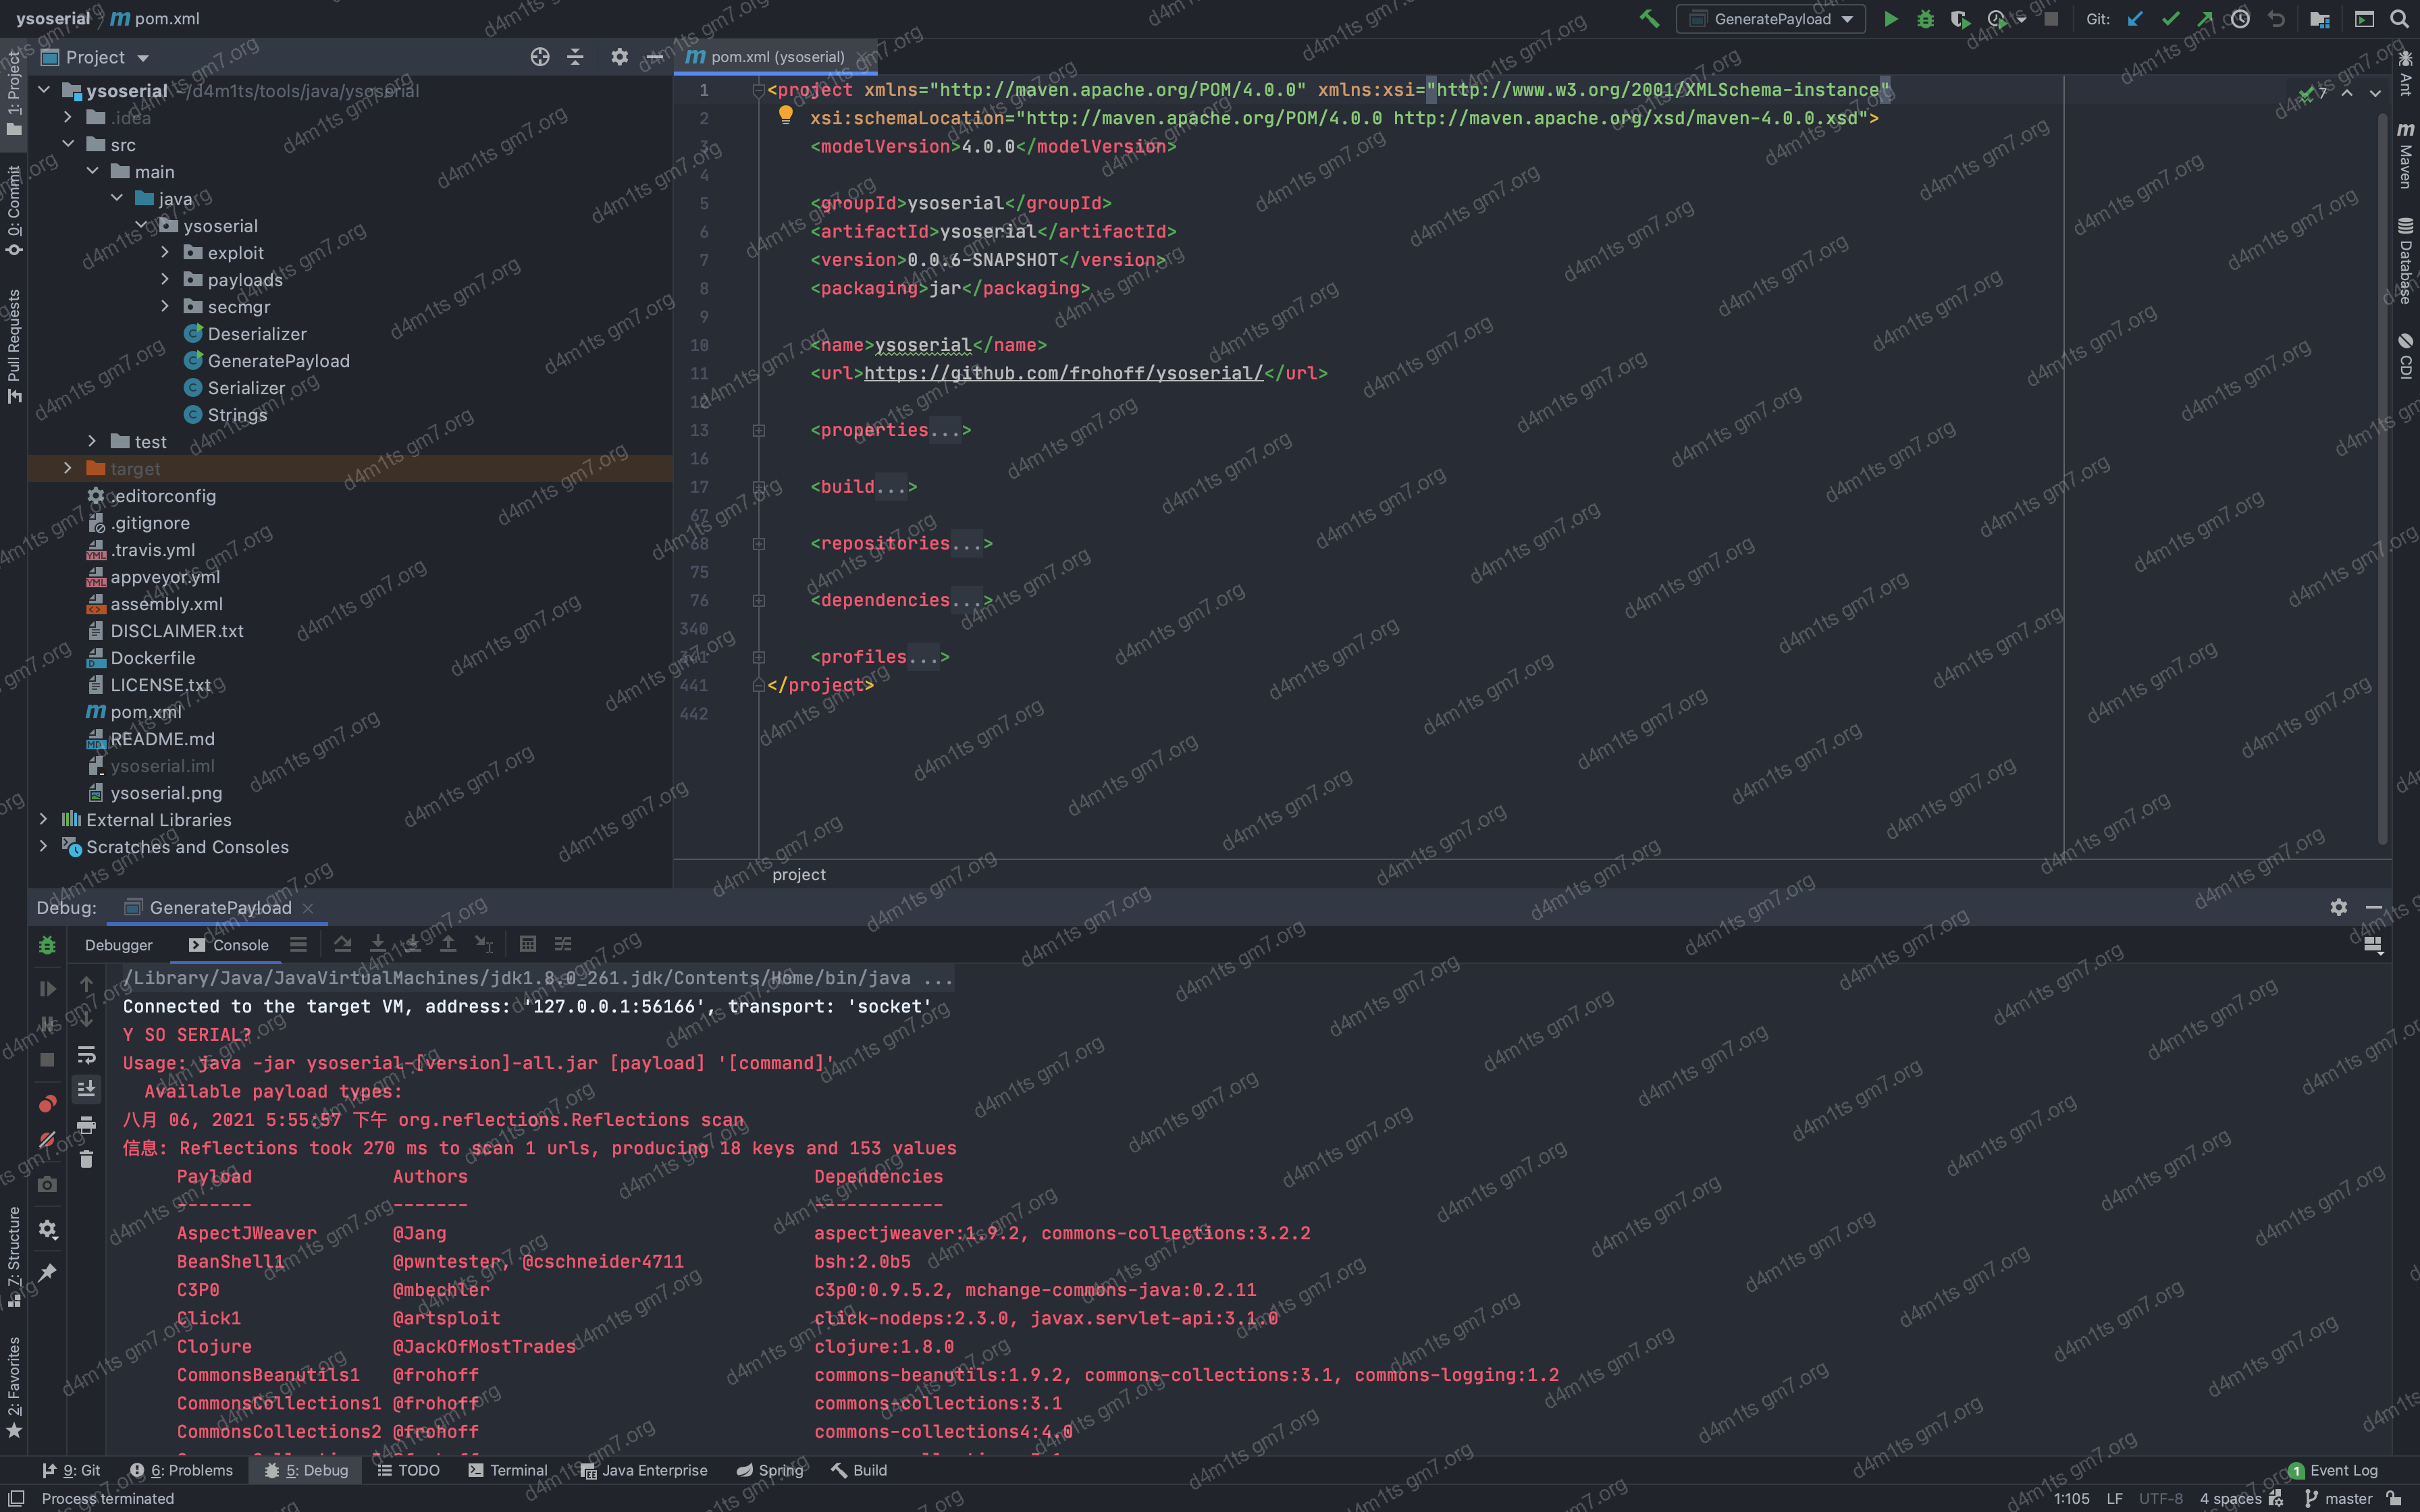 ysoserial
pom.xml
GeneratePayload
Git:
Project
pom.xml (ysoserial)
1: Project
0: Commit
Pull Requests
7: Structure
2: Favorites
Ant
Maven
Database
CDI
ysoserial ~/d4m1ts/tools/java/ysoserial
.idea
src
main
java
ysoserial
exploit
payloads
secmgr
Deserializer
GeneratePayload
Serializer
Strings
test
target
.editorconfig
.gitignore
.travis.yml
appveyor.yml
assembly.xml
DISCLAIMER.txt
Dockerfile
LICENSE.txt
pom.xml
README.md
ysoserial.iml
ysoserial.png
External Libraries
Scratches and Consoles
7
1 <project xmlns="http://maven.apache.org/POM/4.0.0" xmlns:xsi="http://www.w3.org/2001/XMLSchema-instance"
2 xsi:schemaLocation="http://maven.apache.org/POM/4.0.0 http://maven.apache.org/xsd/maven-4.0.0.xsd">
3 <modelVersion>4.0.0</modelVersion>
4
5 <groupId>ysoserial</groupId>
6 <artifactId>ysoserial</artifactId>
7 <version>0.0.6-SNAPSHOT</version>
8 <packaging>jar</packaging>
9
10 <name>ysoserial</name>
11 <url>https://github.com/frohoff/ysoserial/</url>
12
13 <properties...>
16
17 <build...>
67
68 <repositories...>
75
76 <dependencies...>
340
341 <profiles...>
441 </project>
442
project
Debug: GeneratePayload
Debugger Console
/Library/Java/JavaVirtualMachines/jdk1.8.0_261.jdk/Contents/Home/bin/java ...
Connected to the target VM, address: '127.0.0.1:56166', transport: 'socket'
Y SO SERIAL?
Usage: java -jar ysoserial-[version]-all.jar [payload] '[command]'
Available payload types:
八月 06, 2021 5:55:57 下午 org.reflections.Reflections scan
信息: Reflections took 270 ms to scan 1 urls, producing 18 keys and 153 values
Payload Authors Dependencies
------- ------- ------------
AspectJWeaver @Jang aspectjweaver:1.9.2, commons-collections:3.2.2
BeanShell1 @pwntester, @cschneider4711 bsh:2.0b5
C3P0 @mbechler c3p0:0.9.5.2, mchange-commons-java:0.2.11
Click1 @artsploit click-nodeps:2.3.0, javax.servlet-api:3.1.0
Clojure @JackOfMostTrades clojure:1.8.0
CommonsBeanutils1 @frohoff commons-beanutils:1.9.2, commons-collections:3.1, commons-logging:1.2
CommonsCollections1 @frohoff commons-collections:3.1
CommonsCollections2 @frohoff commons-collections4:4.0
9: Git
6: Problems
5: Debug
TODO
Terminal
Java Enterprise
Spring
Build
1 Event Log
Process terminated
1:105 LF UTF-8 4 spaces master
d4m1ts gm7.org